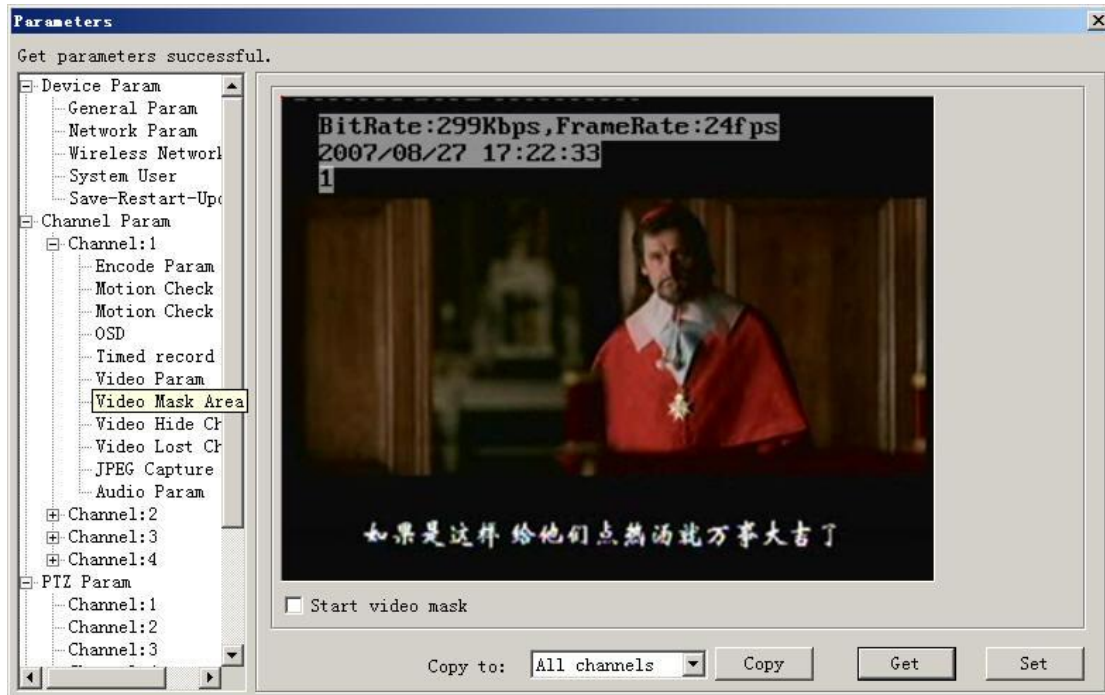 Parameters
Get parameters successful.
Device Param
General Param
Network Param
Wireless Networ
System User
Save-Restart-Up
Channel Param
Channel:1
Encode Param
Motion Check
Motion Check
OSD
Timed record
Video Param
Video Mask Area
Video Hide Ch
Video Lost Ch
JPEG Capture
Audio Param
Channel:2
Channel:3
Channel:4
PTZ Param
Channel:1
Channel:2
Channel:3
BitRate:299Kbps,FrameRate:24fps
2007/08/27 17:22:33
1
如果是这样 给他们点热汤就万事大吉了
Start video mask
Copy to: All channels Copy Get Set